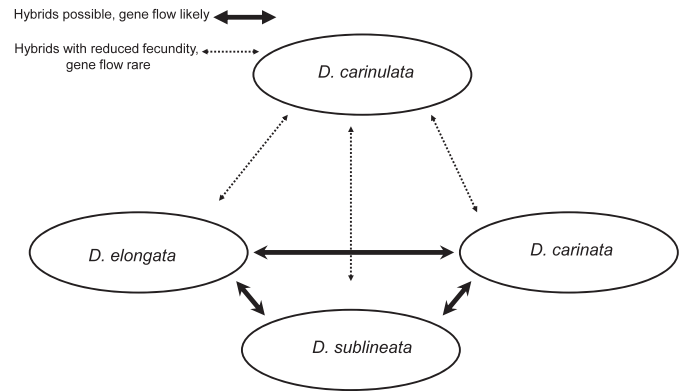 Hybrids possible, gene flow likely
Hybrids with reduced fecundity,
gene flow rare
D. carinulata
D. elongata
D. carinata
D. sublineata